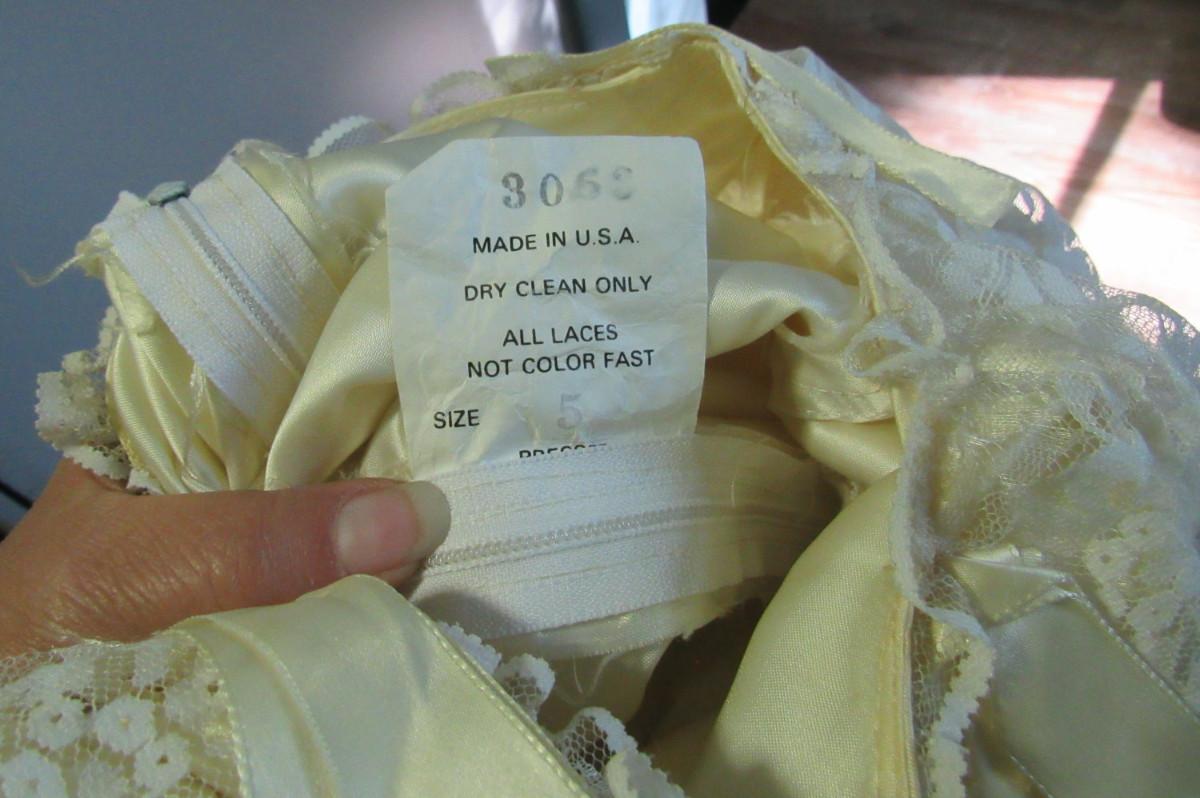 MADE IN U.S.A.
DRY CLEAN ONLY
ALL LACES
NOT COLOR FAST
SIZE 5